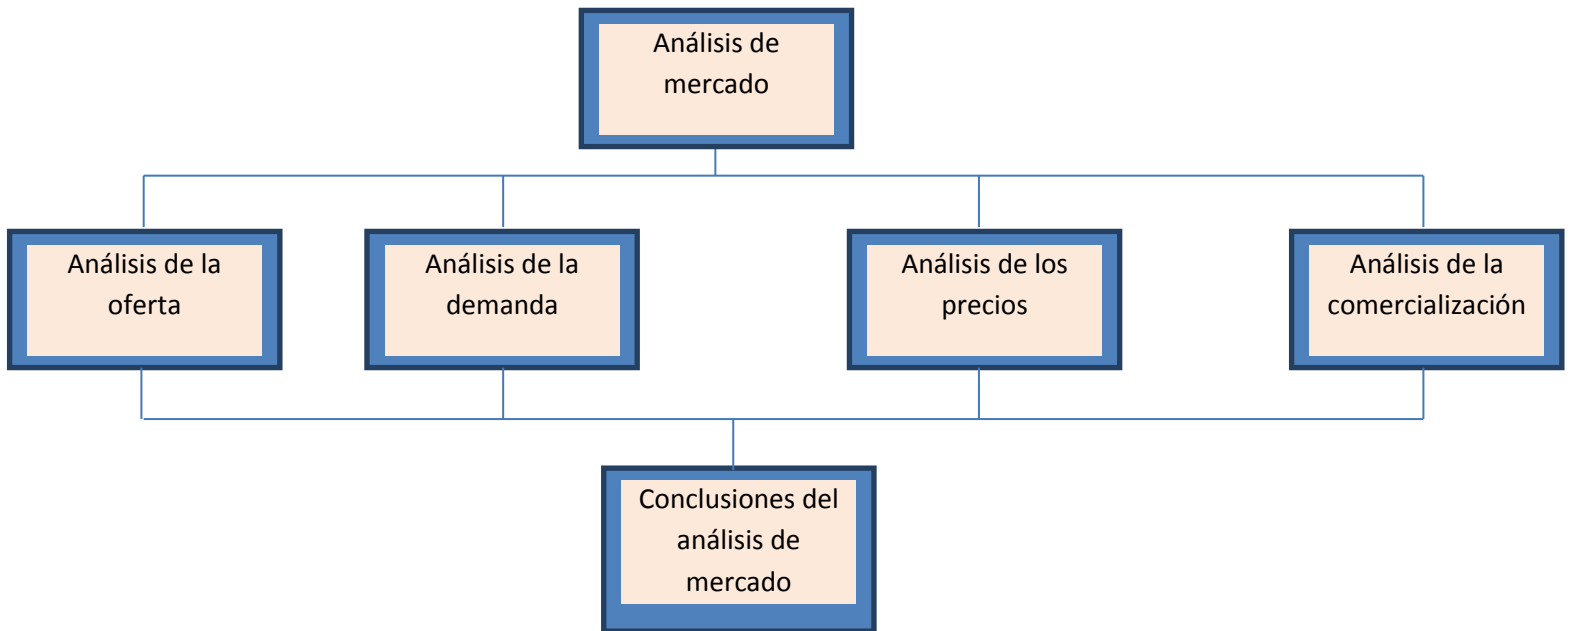 Análisis de
mercado
Análisis de la
oferta
Análisis de la
demanda
Análisis de los
precios
Análisis de la
comercialización
Conclusiones del
análisis de
mercado